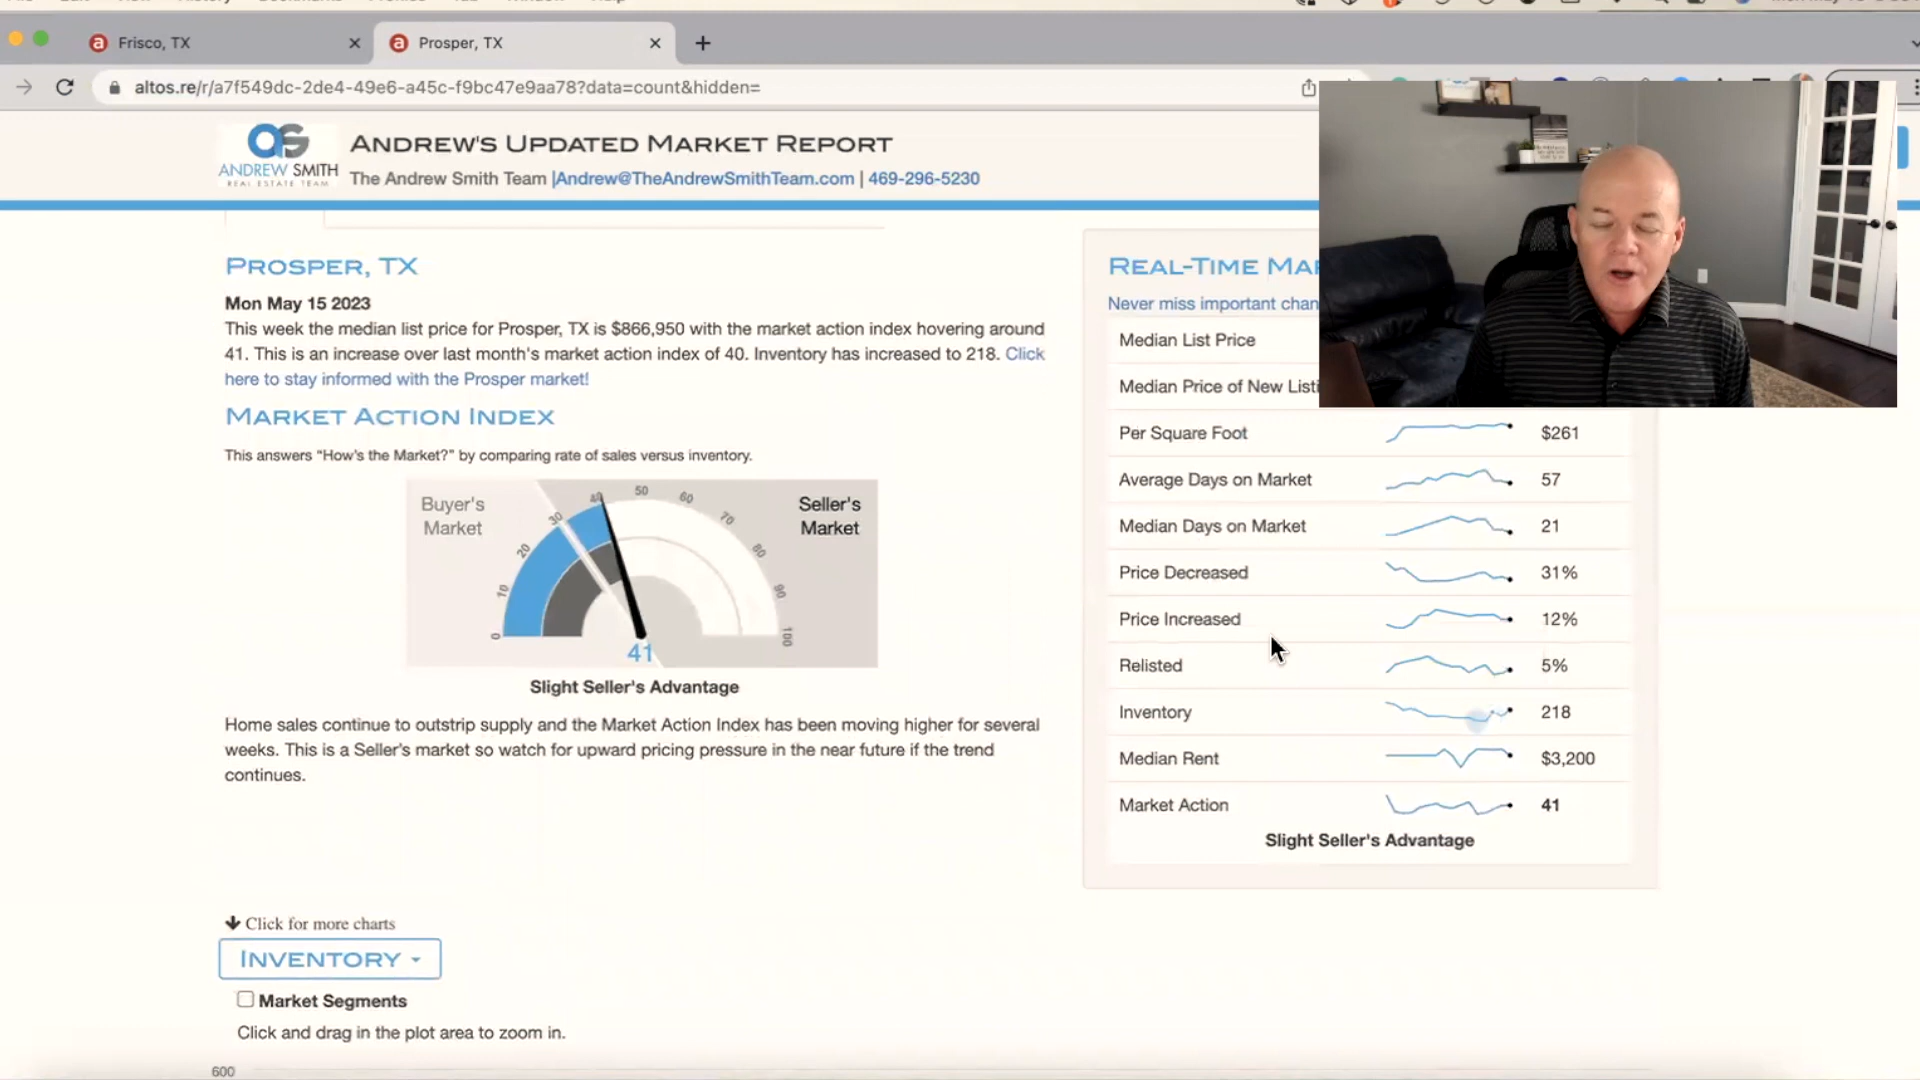 Frisco, TX
Prosper, TX
altos.re/r/a7f549dc-2de4-49e6-a45c-f9bc47e9aa78?data=count&hidden=
ANDREW SMITH
REAL ESTATE TEAM
ANDREW'S UPDATED MARKET REPORT
The Andrew Smith Team |Andrew@TheAndrewSmithTeam.com | 469-296-5230
PROSPER, TX
Mon May 15 2023
This week the median list price for Prosper, TX is $866,950 with the market action index hovering around
41. This is an increase over last month's market action index of 40. Inventory has increased to 218. Click
here to stay informed with the Prosper market!
MARKET ACTION INDEX
This answers “How's the Market?” by comparing rate of sales versus inventory.
Buyer's
Market
Seller's
Market
0
10
20
30
40
50
60
70
80
90
100
41
Slight Seller's Advantage
Home sales continue to outstrip supply and the Market Action Index has been moving higher for several
weeks. This is a Seller's market so watch for upward pricing pressure in the near future if the trend
continues.
Click for more charts
INVENTORY
Market Segments
Click and drag in the plot area to zoom in.
600
REAL-TIME
Never miss important
Median List Price
Median Price of New
Per Square Foot $261
Average Days on Market 57
Median Days on Market 21
Price Decreased 31%
Price Increased 12%
Relisted 5%
Inventory 218
Median Rent $3,200
Market Action 41
Slight Seller's Advantage